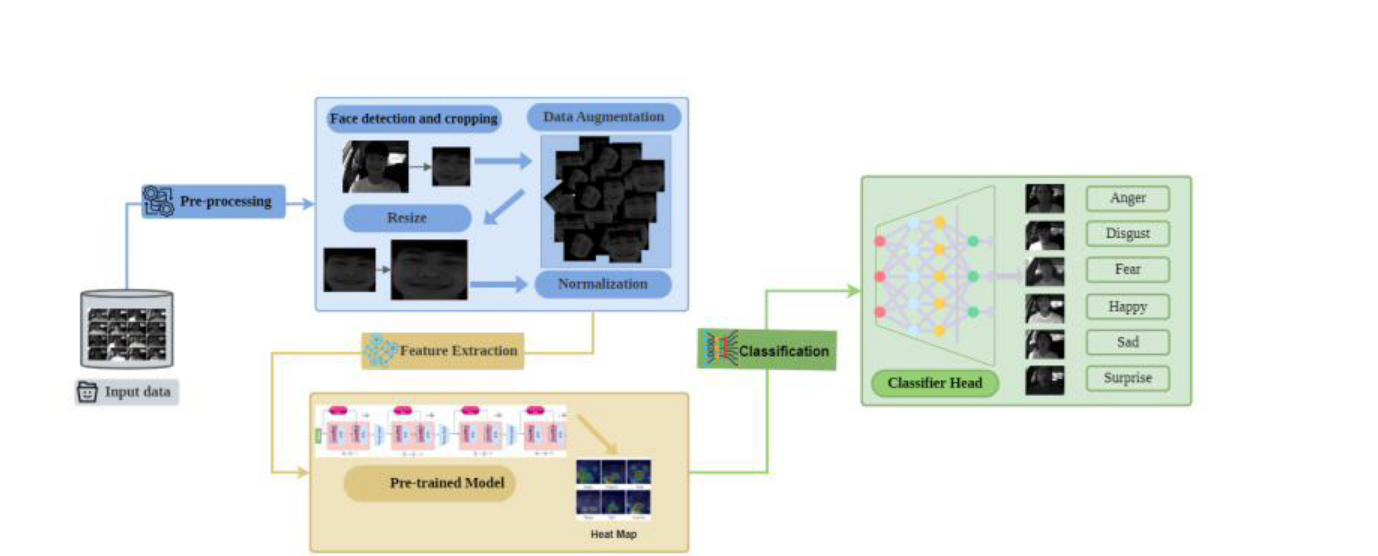 Face detection and cropping
Data Augmentation
Pre-processing
Resize
Normalization
Input data
Feature Extraction
Pre-trained Model
Heat Map
Classification
Classifier Head
Anger
Disgust
Fear
Happy
Sad
Surprise